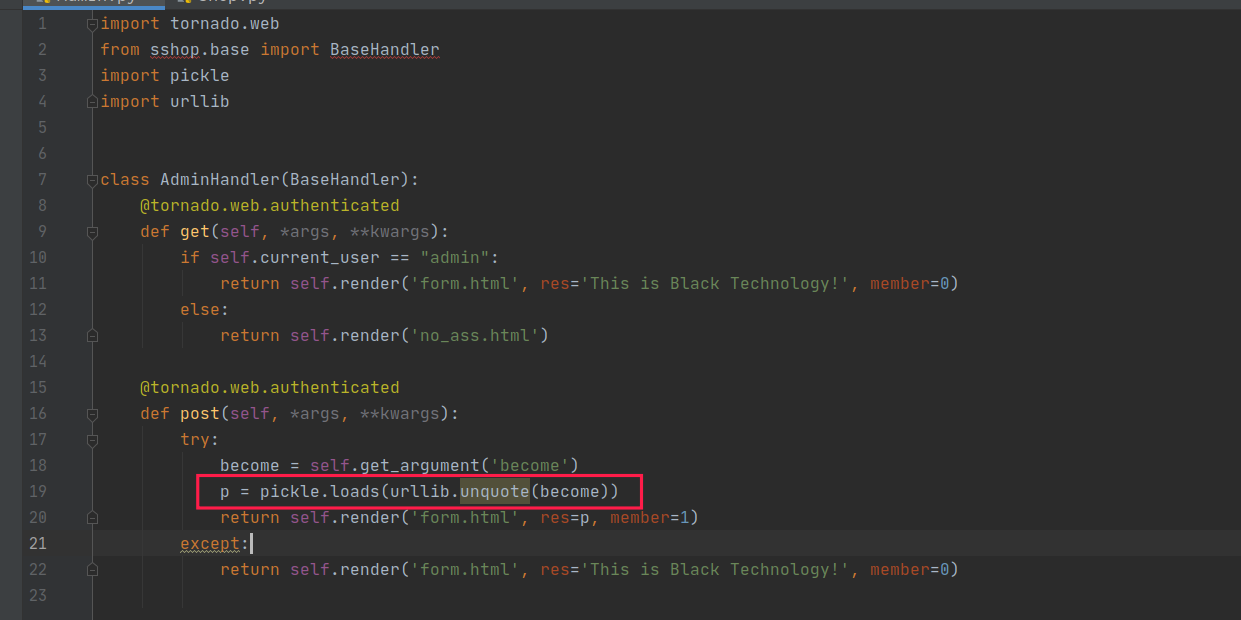 Admin.py Shop.py
1 import tornado.web
2 from sshop.base import BaseHandler
3 import pickle
4 import urllib
5
6
7 class AdminHandler(BaseHandler):
8     @tornado.web.authenticated
9     def get(self, *args, **kwargs):
10         if self.current_user == "admin":
11             return self.render('form.html', res='This is Black Technology!', member=0)
12         else:
13             return self.render('no_ass.html')
14
15     @tornado.web.authenticated
16     def post(self, *args, **kwargs):
17         try:
18             become = self.get_argument('become')
19             p = pickle.loads(urllib.unquote(become))
20             return self.render('form.html', res=p, member=1)
21         except:
22             return self.render('form.html', res='This is Black Technology!', member=0)
23